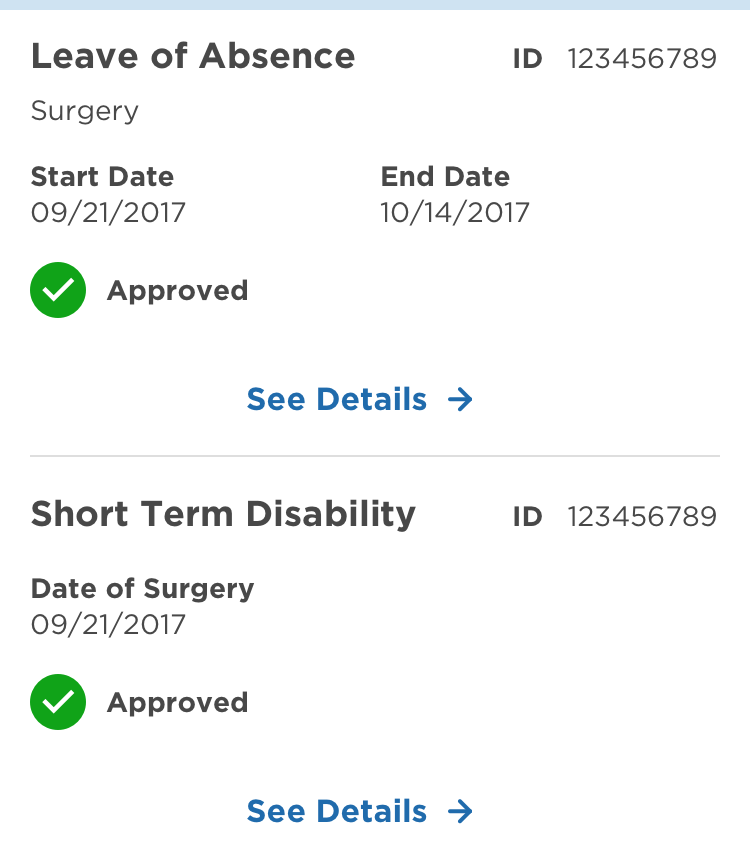 Leave of Absence ID 123456789
Surgery
Start Date End Date
09/21/2017 10/14/2017
Approved
See Details →
Short Term Disability ID 123456789
Date of Surgery
09/21/2017
Approved
See Details →